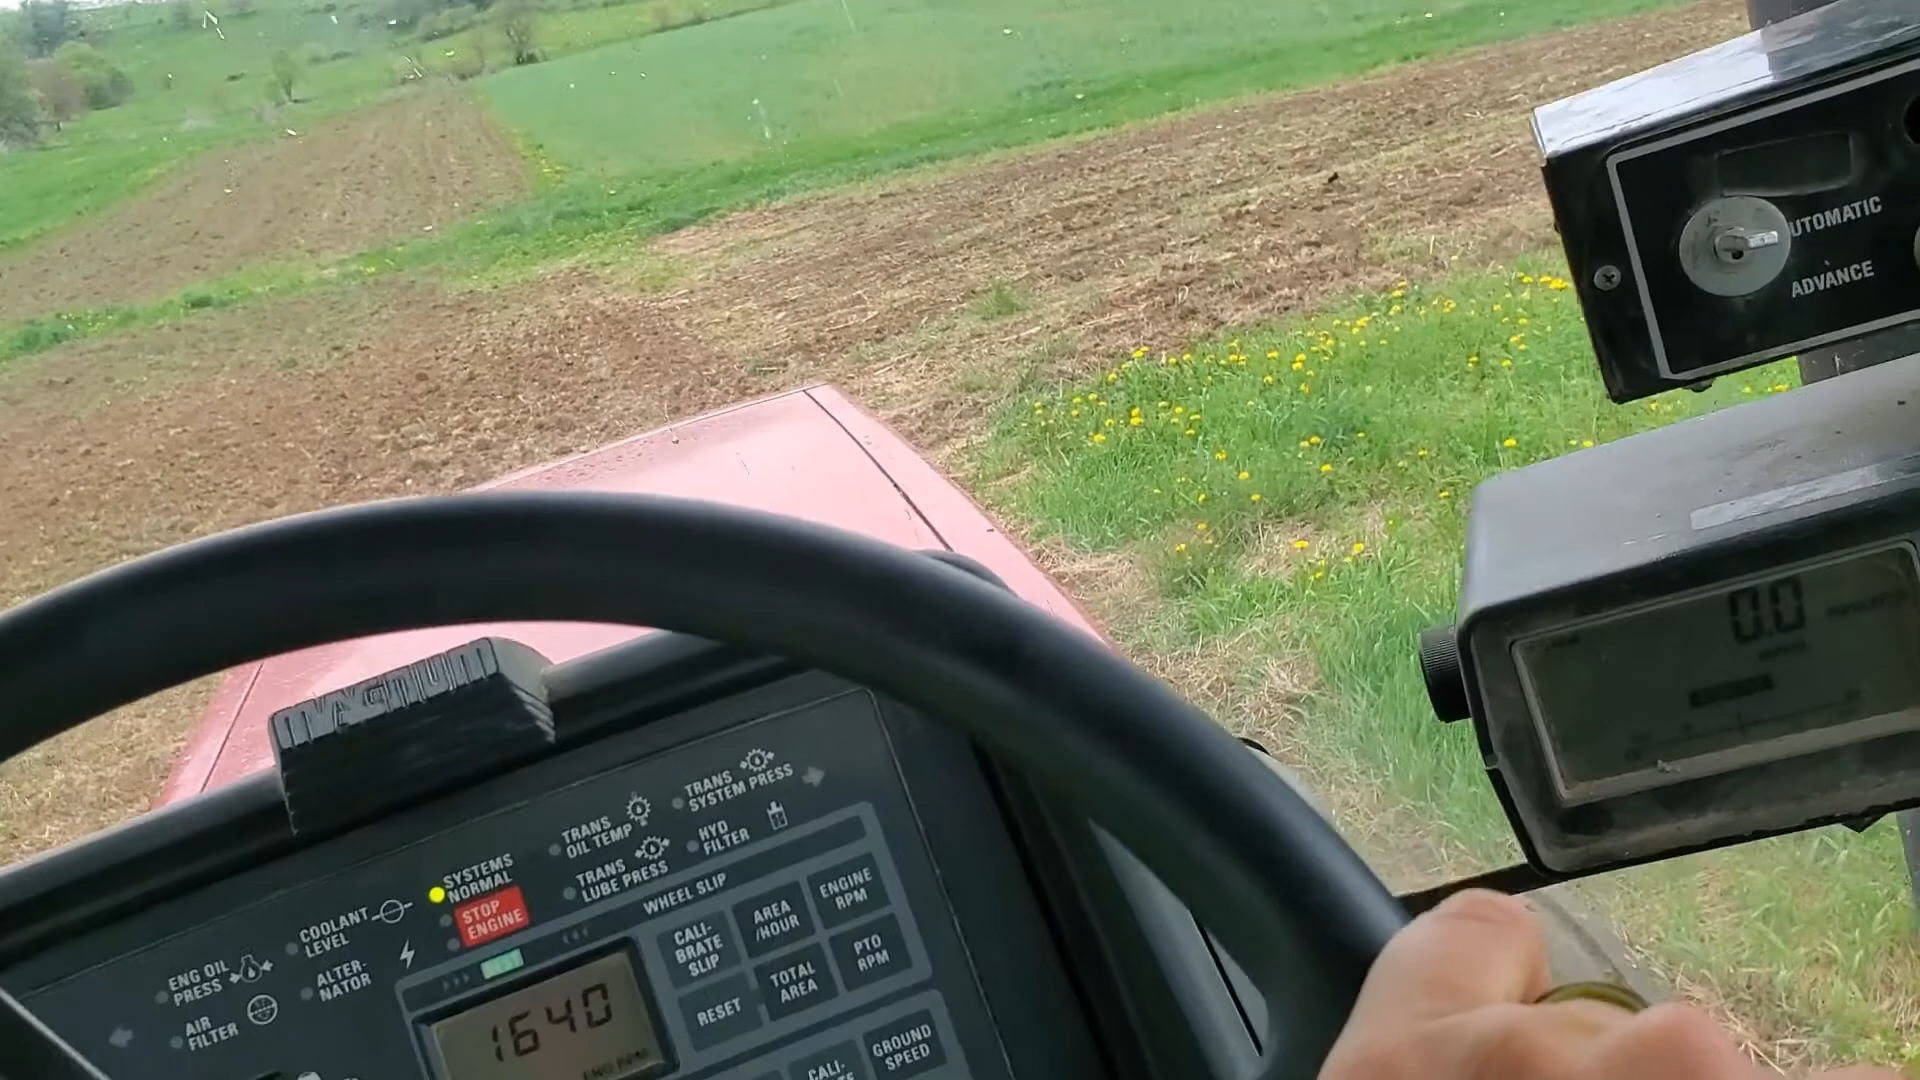 AUTOMATIC
ADVANCE
0.0
MAGNUM
TRANS
SYSTEM PRESS
TRANS
OIL TEMP
HYD
FILTER
SYSTEMS
NORMAL
TRANS
LUBE PRESS
STOP
ENGINE
WHEEL SLIP
COOLANT
LEVEL
ENG OIL
PRESS
ALTER-
NATOR
AIR
FILTER
CALI-
BRATE
SLIP
AREA
/HOUR
ENGINE
RPM
RESET
TOTAL
AREA
PTO
RPM
1640
ENG RPM
CALI-
GROUND
SPEED